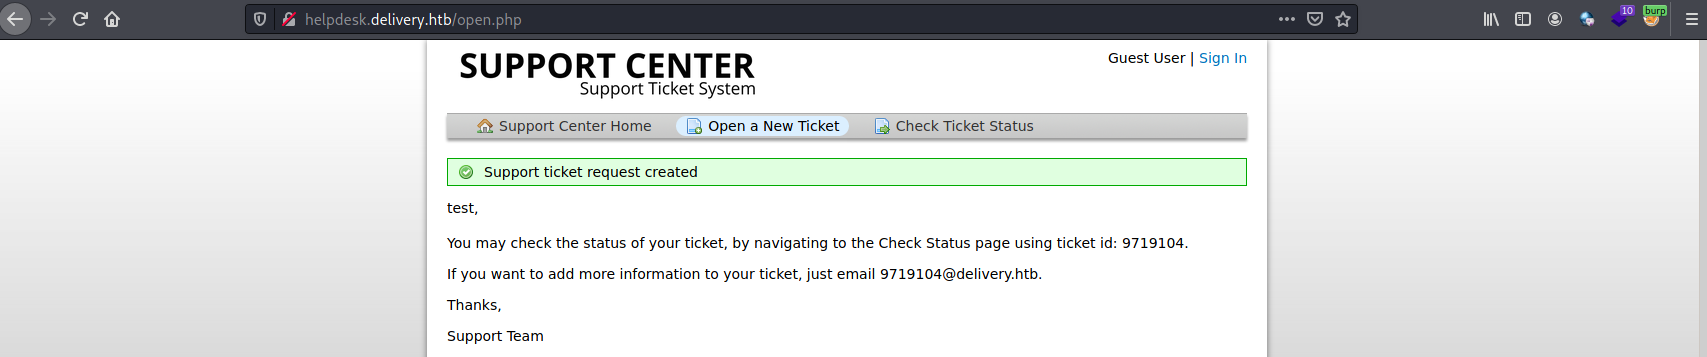 helpdesk.delivery.htb/open.php
10
burp
SUPPORT CENTER
Support Ticket System
Guest User | Sign In
Support Center Home
Open a New Ticket
Check Ticket Status
Support ticket request created
test,
You may check the status of your ticket, by navigating to the Check Status page using ticket id: 9719104.
If you want to add more information to your ticket, just email 9719104@delivery.htb.
Thanks,
Support Team